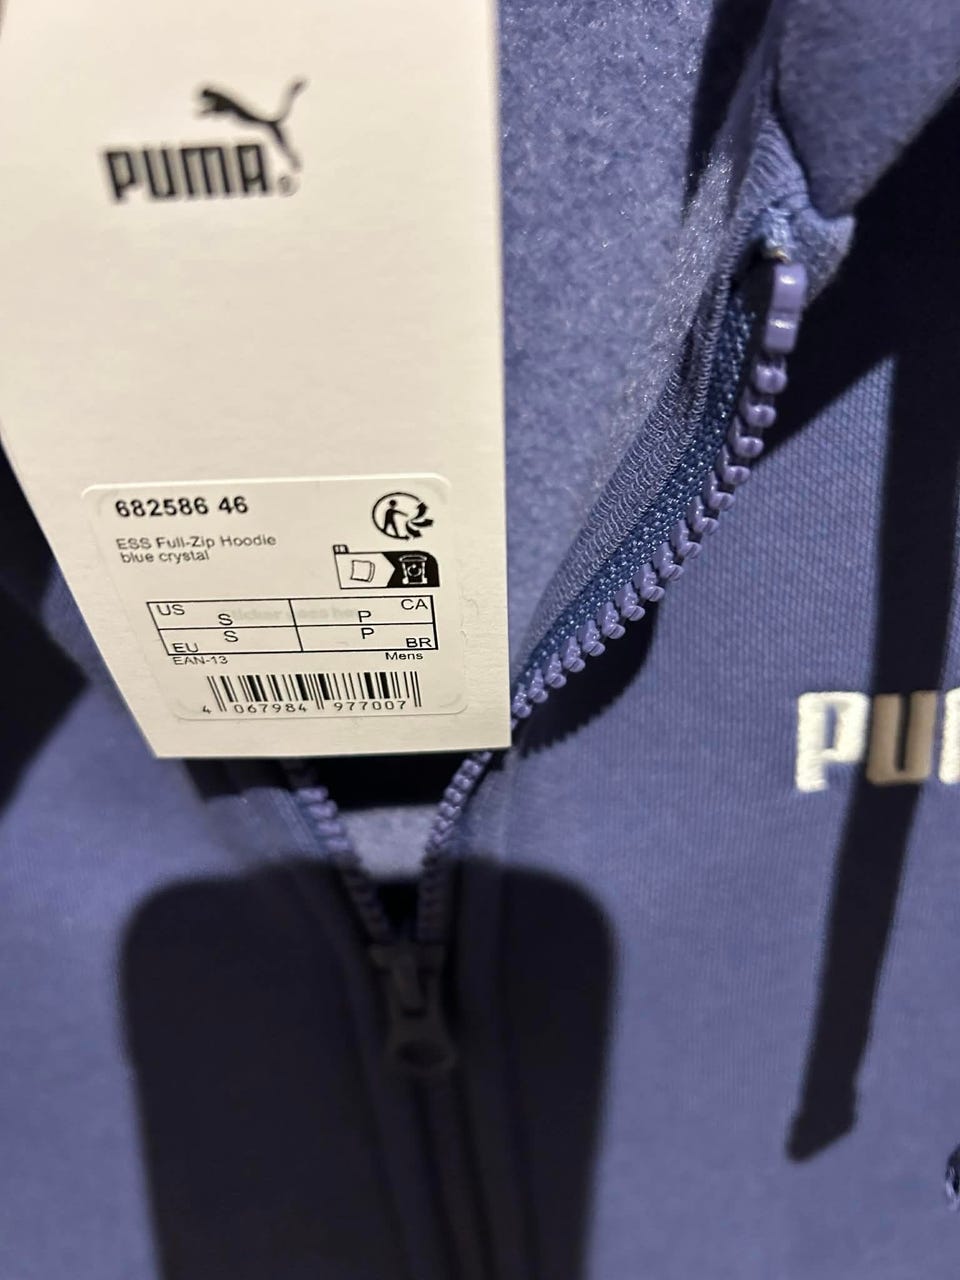 PUMA®
682586 46
ESS Full-Zip Hoodie
blue crystal
US S P CA
EU S P BR
EAN-13 Mens
4 067984 977007
PU